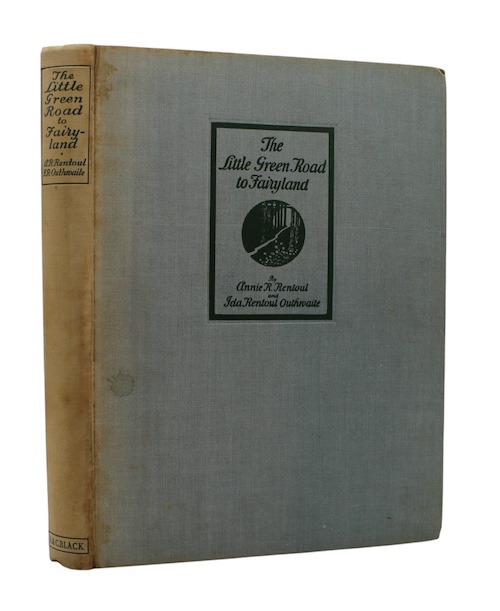 The
Little
Green
Road
to
Fairy-
land
A.R.Rentoul
I.R.Outhwaite
A.&C.BLACK
The
Little Green Road
to Fairyland
By
Annie R. Rentoul
and
Ida Rentoul Outhwaite